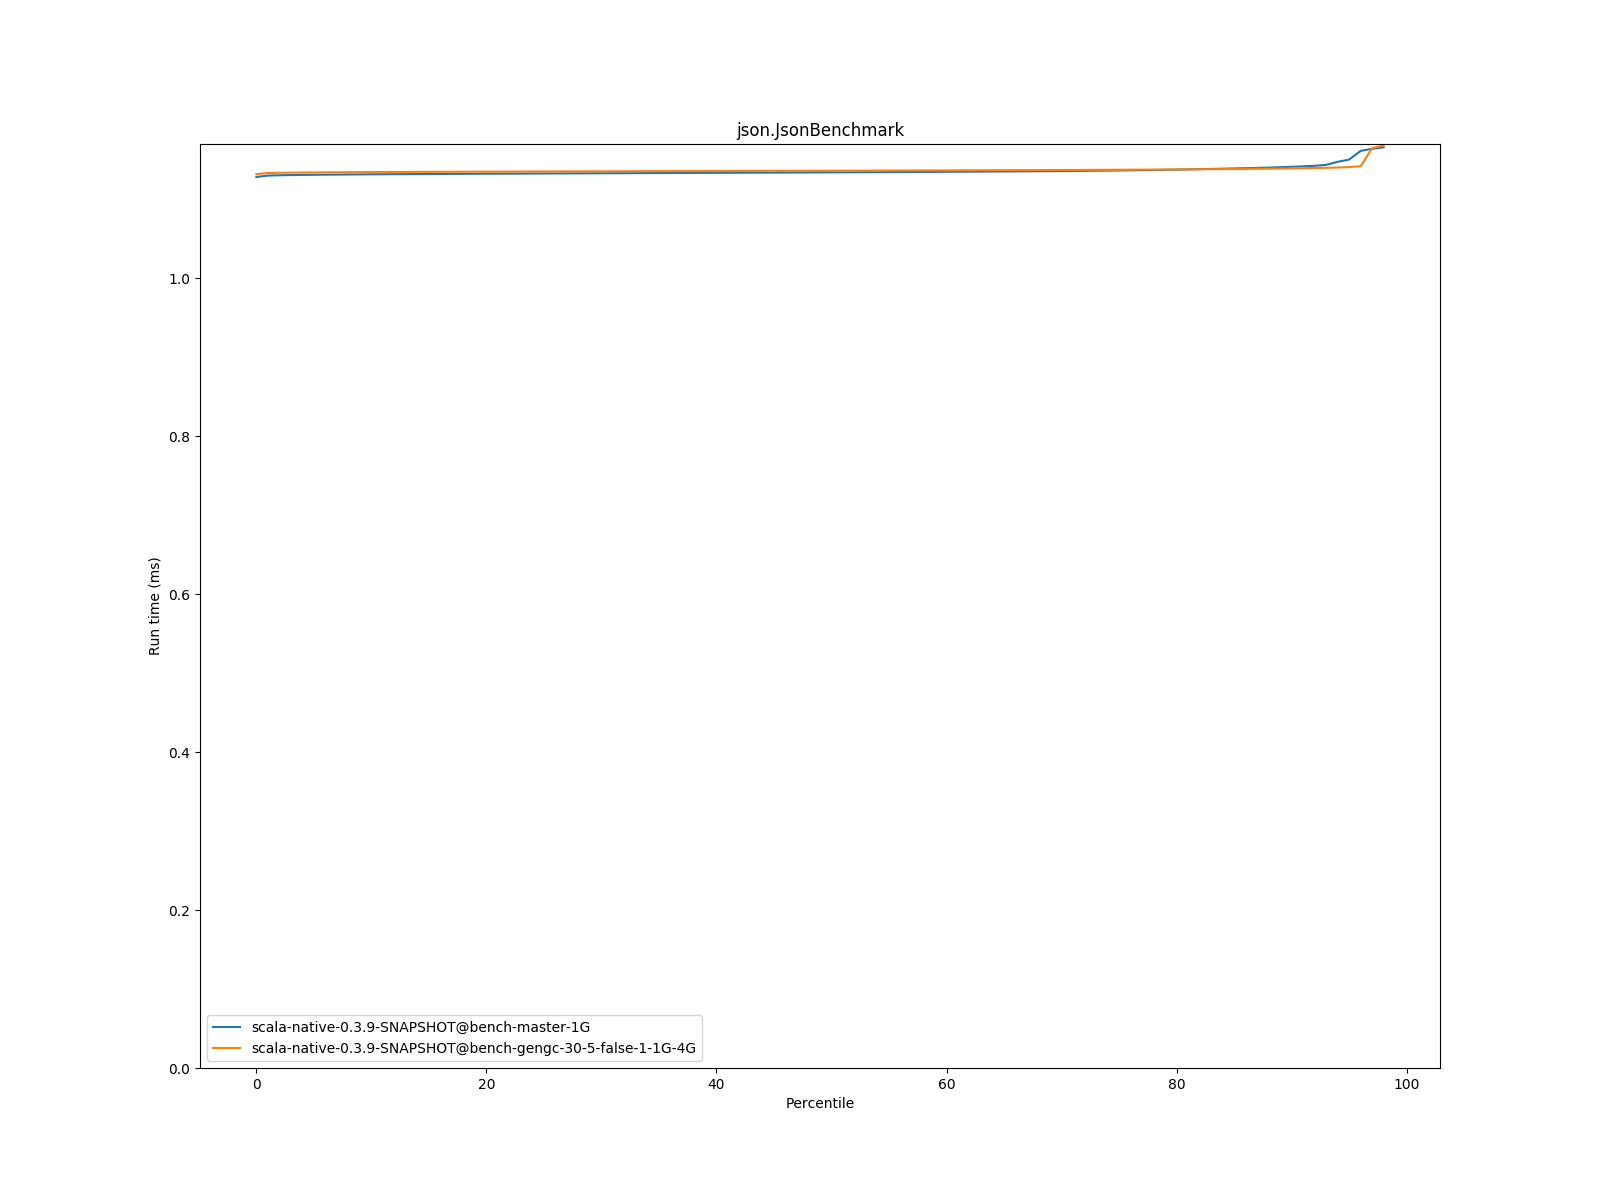 json.JsonBenchmark
Run time (ms)
1.0
0.8
0.6
0.4
0.2
0.0
scala-native-0.3.9-SNAPSHOT@bench-master-1G
scala-native-0.3.9-SNAPSHOT@bench-gengc-30-5-false-1-1G-4G
0 20 40 60 80 100
Percentile